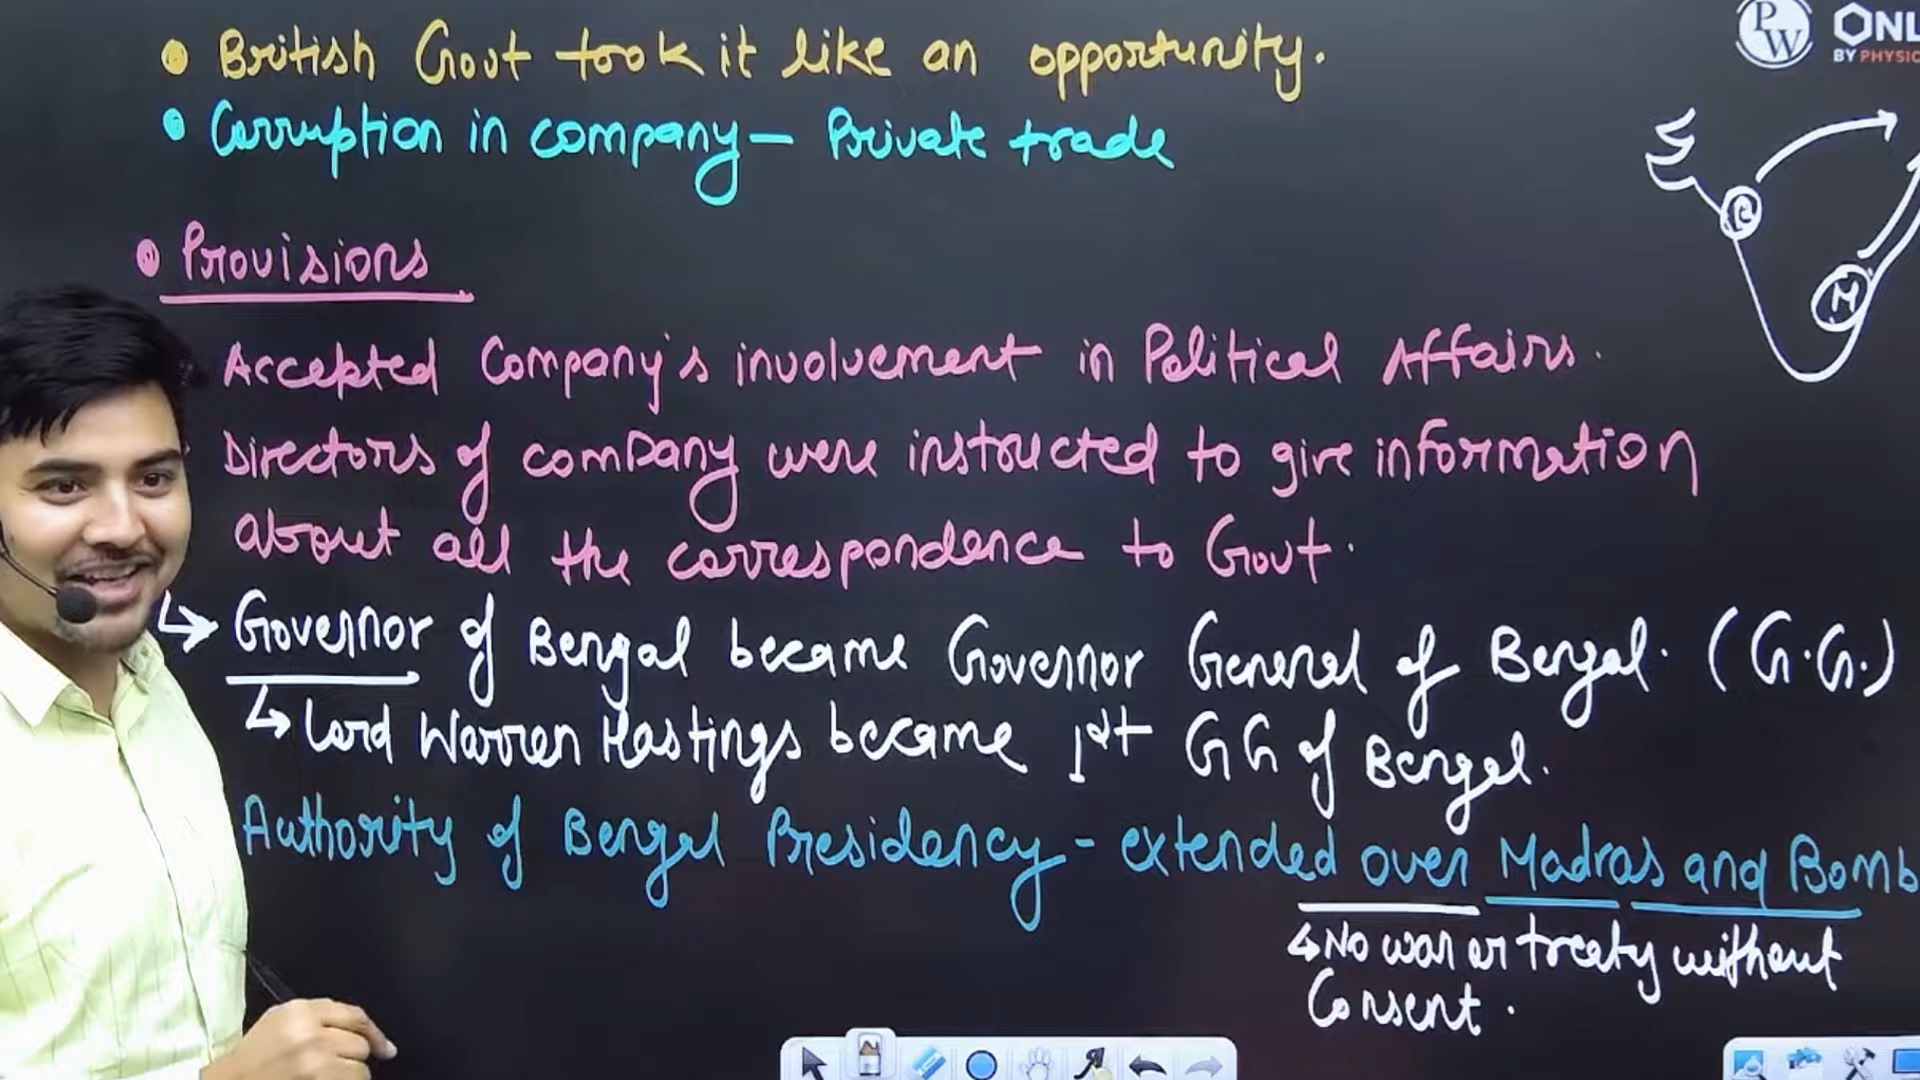 • British Govt took it like an opportunity.
• Corruption in company – Private trade
• Provisions
Accepted Company's involvement in Political Affairs.
Directors of company were instructed to give information
about all the correspondence to Govt.
↳ Governor of Bengal became Governor General of Bengal. (G.G.)
↳ Lord Warren Hastings became 1st GG of Bengal.
Authority of Bengal Presidency - extended over Madras and Bomb
↳ No war or treaty without
Consent.
PW
ONL
BY PHYSIC
B
M